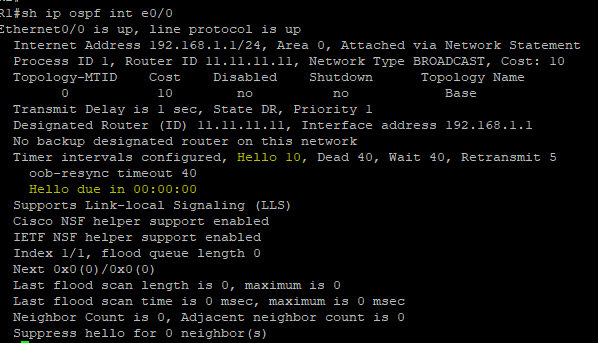 R1#sh ip ospf int e0/0
Ethernet0/0 is up, line protocol is up
Internet Address 192.168.1.1/24, Area 0, Attached via Network Statement
Process ID 1, Router ID 11.11.11.11, Network Type BROADCAST, Cost: 10
Topology-MTID Cost Disabled Shutdown Topology Name
0 10 no no Base
Transmit Delay is 1 sec, State DR, Priority 1
Designated Router (ID) 11.11.11.11, Interface address 192.168.1.1
No backup designated router on this network
Timer intervals configured, Hello 10, Dead 40, Wait 40, Retransmit 5
oob-resync timeout 40
Hello due in 00:00:00
Supports Link-local Signaling (LLS)
Cisco NSF helper support enabled
IETF NSF helper support enabled
Index 1/1, flood queue length 0
Next 0x0(0)/0x0(0)
Last flood scan length is 0, maximum is 0
Last flood scan time is 0 msec, maximum is 0 msec
Neighbor Count is 0, Adjacent neighbor count is 0
Suppress hello for 0 neighbor(s)